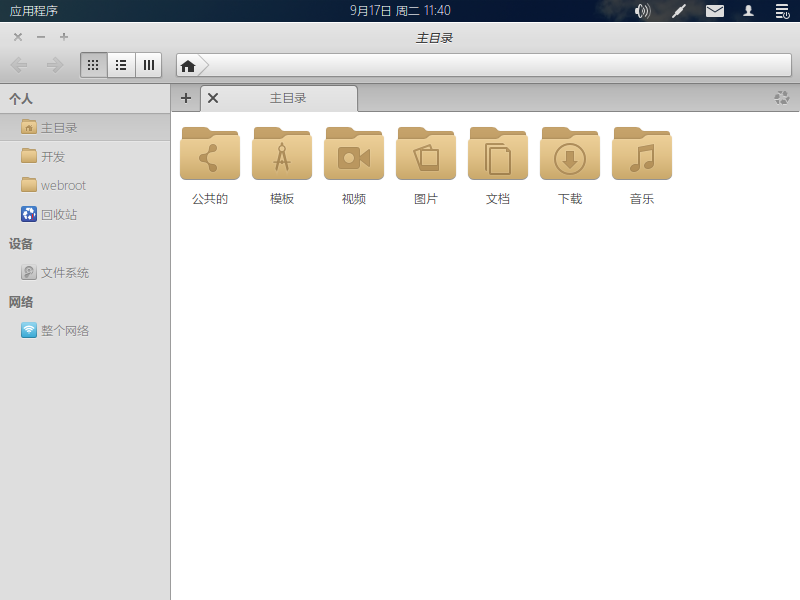 应用程序 9月17日 周二 11:40
主目录
个人
主目录
开发
webroot
回收站
设备
文件系统
网络
整个网络
主目录
公共的 模板 视频 图片 文档 下载 音乐